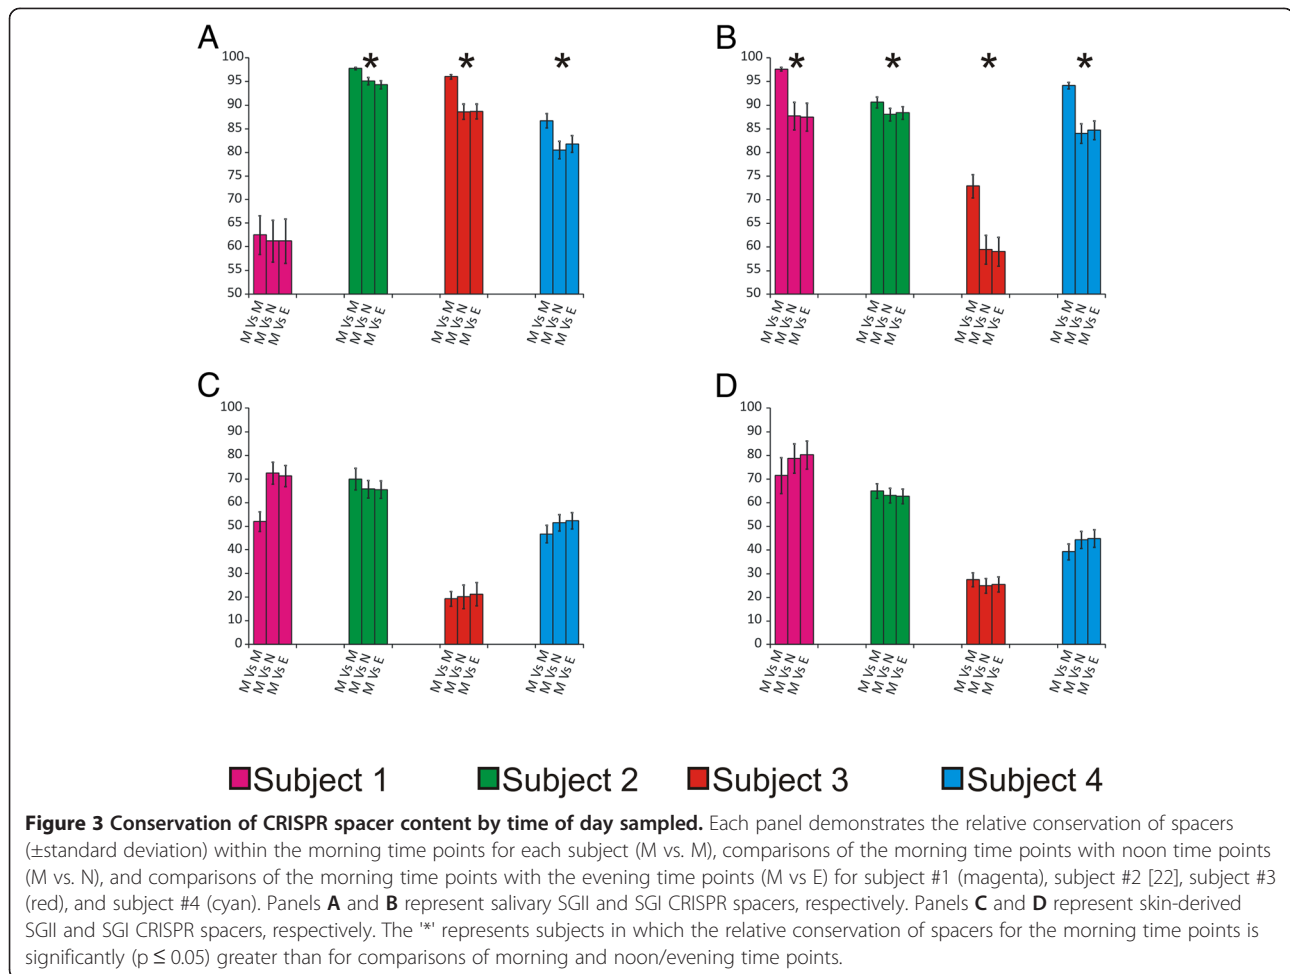 A
* * *
100
95
90
85
80
75
70
65
60
55
50
M Vs M M Vs N M Vs E M Vs M M Vs N M Vs E M Vs M M Vs N M Vs E M Vs M M Vs N M Vs E
B
* * * *
100
95
90
85
80
75
70
65
60
55
50
M Vs M M Vs N M Vs E M Vs M M Vs N M Vs E M Vs M M Vs N M Vs E M Vs M M Vs N M Vs E
C
100
90
80
70
60
50
40
30
20
10
0
M Vs M M Vs N M Vs E M Vs M M Vs N M Vs E M Vs M M Vs N M Vs E M Vs M M Vs N M Vs E
D
100
90
80
70
60
50
40
30
20
10
0
M Vs M M Vs N M Vs E M Vs M M Vs N M Vs E M Vs M M Vs N M Vs E M Vs M M Vs N M Vs E
Subject 1 Subject 2 Subject 3 Subject 4
Figure 3 Conservation of CRISPR spacer content by time of day sampled. Each panel demonstrates the relative conservation of spacers
(±standard deviation) within the morning time points for each subject (M vs. M), comparisons of the morning time points with noon time points
(M vs. N), and comparisons of the morning time points with the evening time points (M vs E) for subject #1 (magenta), subject #2 [22], subject #3
(red), and subject #4 (cyan). Panels A and B represent salivary SGII and SGI CRISPR spacers, respectively. Panels C and D represent skin-derived
SGII and SGI CRISPR spacers, respectively. The '*' represents subjects in which the relative conservation of spacers for the morning time points is
significantly (p ≤ 0.05) greater than for comparisons of morning and noon/evening time points.